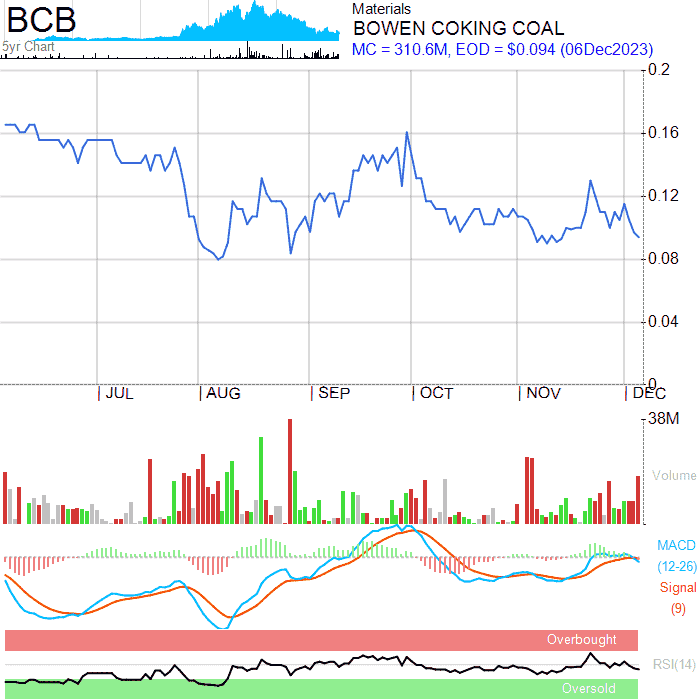 BCB
5yr Chart
Materials
BOWEN COKING COAL
MC = 310.6M, EOD = $0.094 (06Dec2023)
0.2
0.16
0.12
0.08
0.04
0
JUL AUG SEP OCT NOV DEC
38M
Volume
MACD
(12-26)
Signal
(9)
Overbought
RSI(14)
Oversold